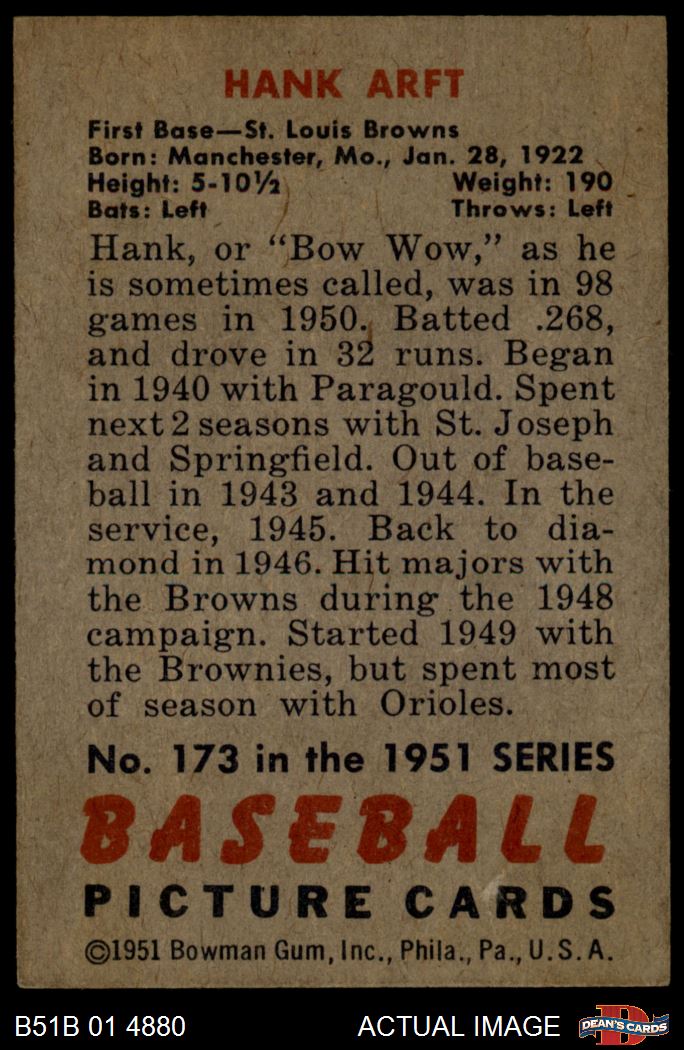 HANK ARFT
First Base—St. Louis Browns
Born: Manchester, Mo., Jan. 28, 1922
Height: 5-10½ Weight: 190
Bats: Left Throws: Left
Hank, or “Bow Wow,” as he
is sometimes called, was in 98
games in 1950. Batted .268,
and drove in 32 runs. Began
in 1940 with Paragould. Spent
next 2 seasons with St. Joseph
and Springfield. Out of base-
ball in 1943 and 1944. In the
service, 1945. Back to dia-
mond in 1946. Hit majors with
the Browns during the 1948
campaign. Started 1949 with
the Brownies, but spent most
of season with Orioles.
No. 173 in the 1951 SERIES
BASEBALL
PICTURE CARDS
©1951 Bowman Gum, Inc., Phila., Pa., U.S.A.
B51B 01 4880 ACTUAL IMAGE D DEAN'S CARDS